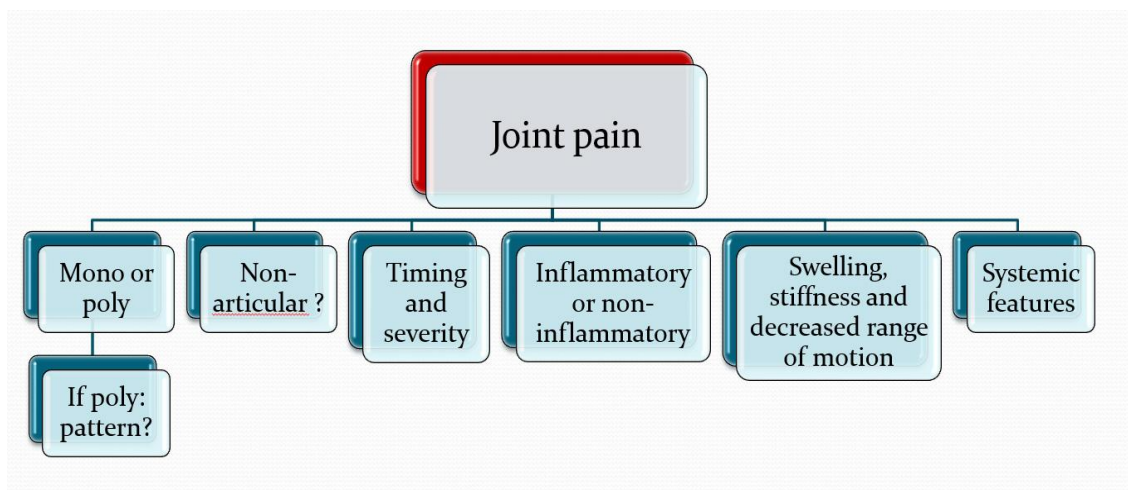 Joint pain
Mono or
poly
Non-
articular ?
Timing
and
severity
Inflammatory
or non-
inflammatory
Swelling,
stiffness and
decreased range
of motion
Systemic
features
If poly:
pattern?